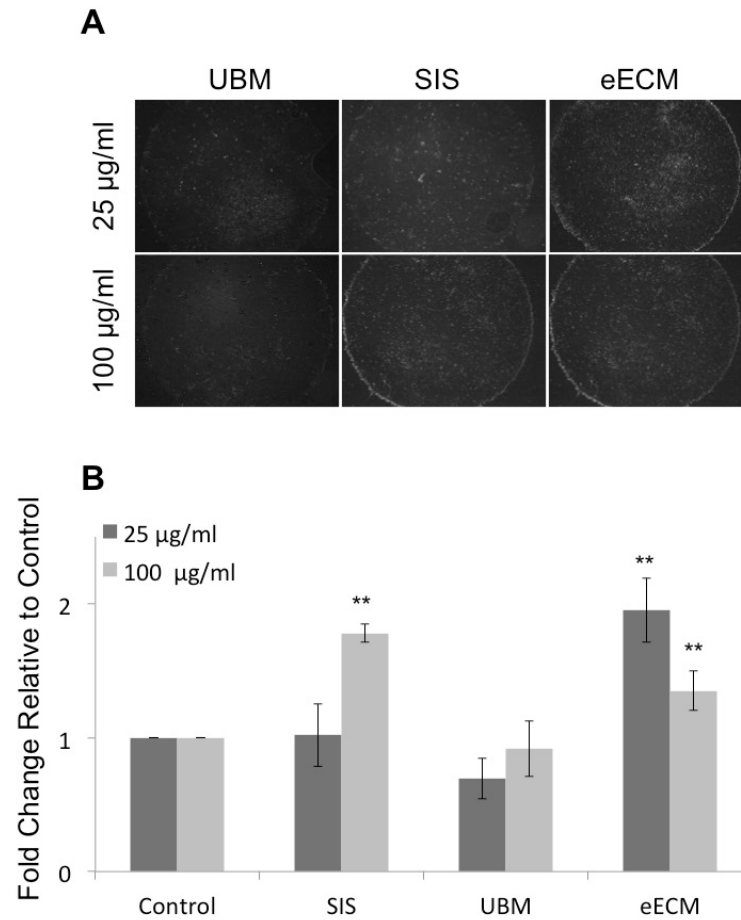 A
UBM SIS eECM
25 µg/ml
100 µg/ml
B
Fold Change Relative to Control
25 µg/ml
100 µg/ml
2
1
0
**
**
**
Control SIS UBM eECM